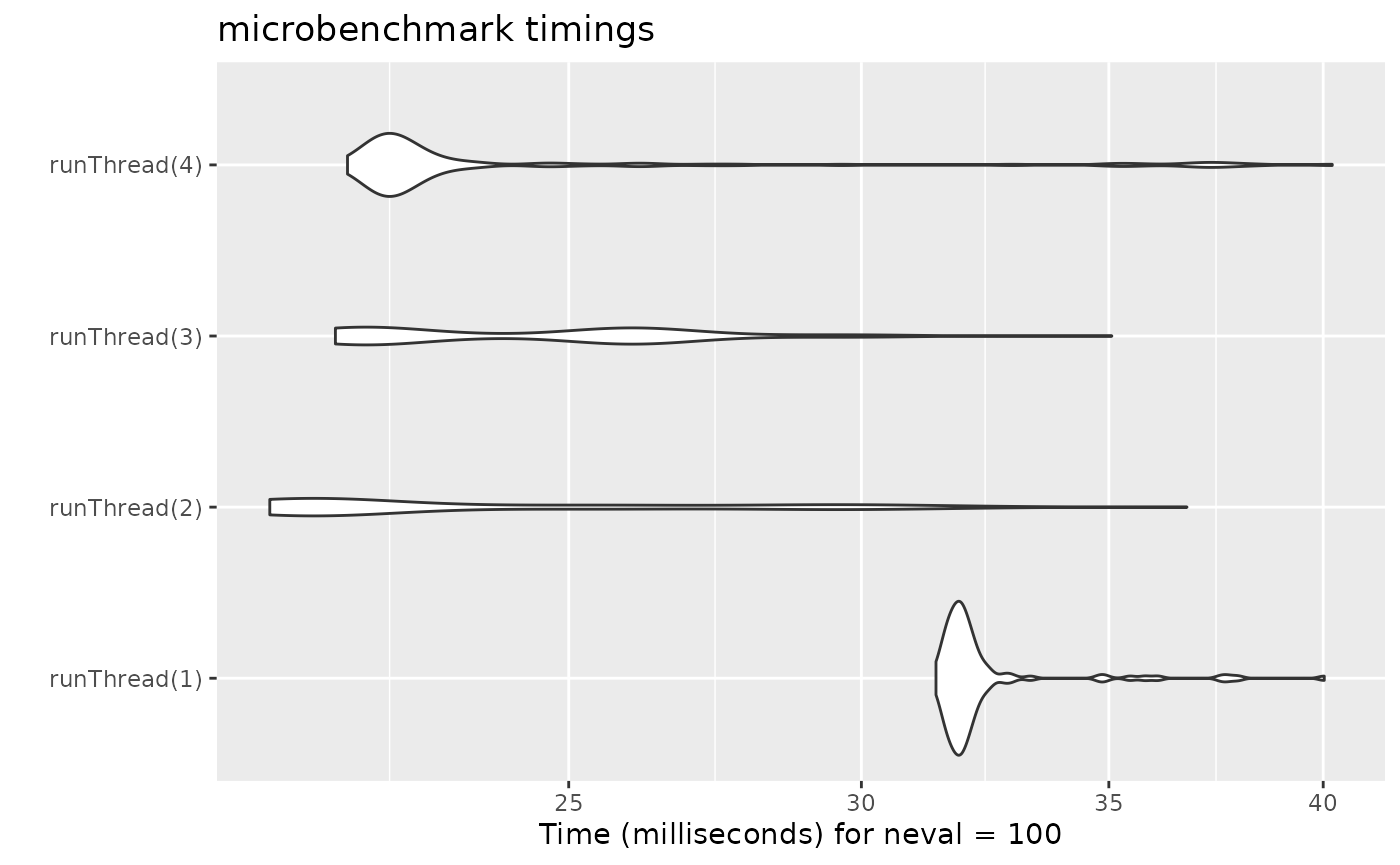 microbenchmark timings
runThread(4)
runThread(3)
runThread(2)
runThread(1)
25 30 35 40
Time (milliseconds) for neval = 100